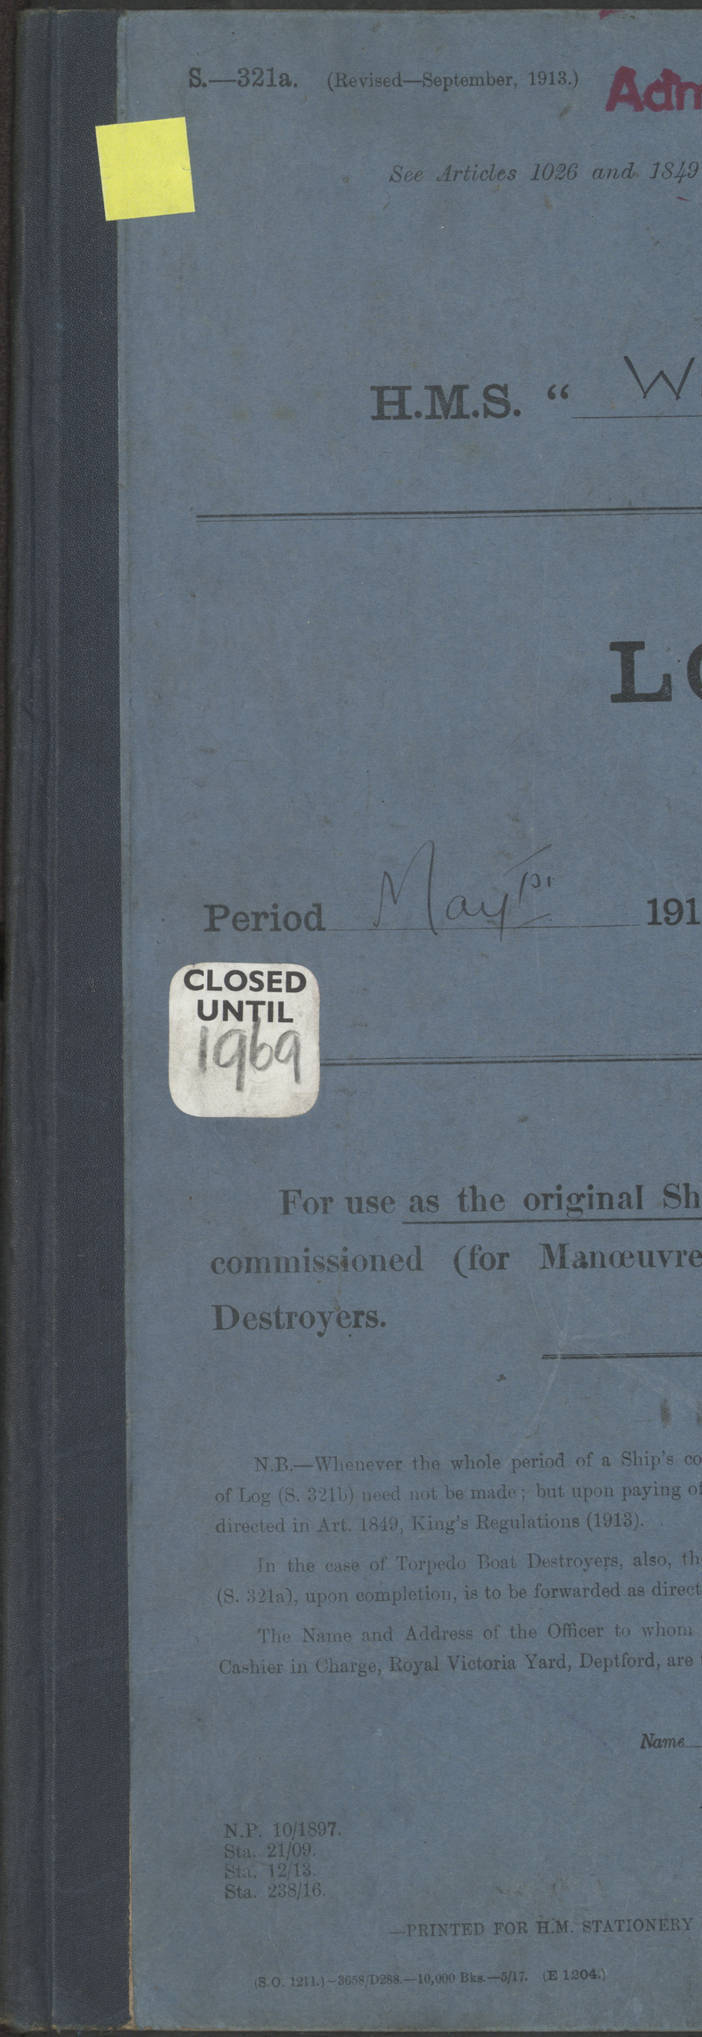 S.—321a. (Revised—September, 1913.)
Adm
See Articles 1026 and 1849
H.M.S. “ W
LO
Period May 1st 191
CLOSED
UNTIL
1969
For use as the original Sh
commissioned (for Manœuvre
Destroyers.
N.B.—Whenever the whole period of a Ship's co
of Log (S. 321b) need not be made; but upon paying of
directed in Art. 1849, King's Regulations (1913).
In the case of Torpedo Boat Destroyers, also, th
(S. 321a), upon completion, is to be forwarded as direct
The Name and Address of the Officer to whom
Cashier in Charge, Royal Victoria Yard, Deptford, are
Name
N.P. 10/1897.
Sta. 21/09.
Sta. 12/13.
Sta. 238/16.
—PRINTED FOR H.M. STATIONERY
(S.O. 1211.)—3658/D288.—10,000 Bks.—5/17. (E 1204.)